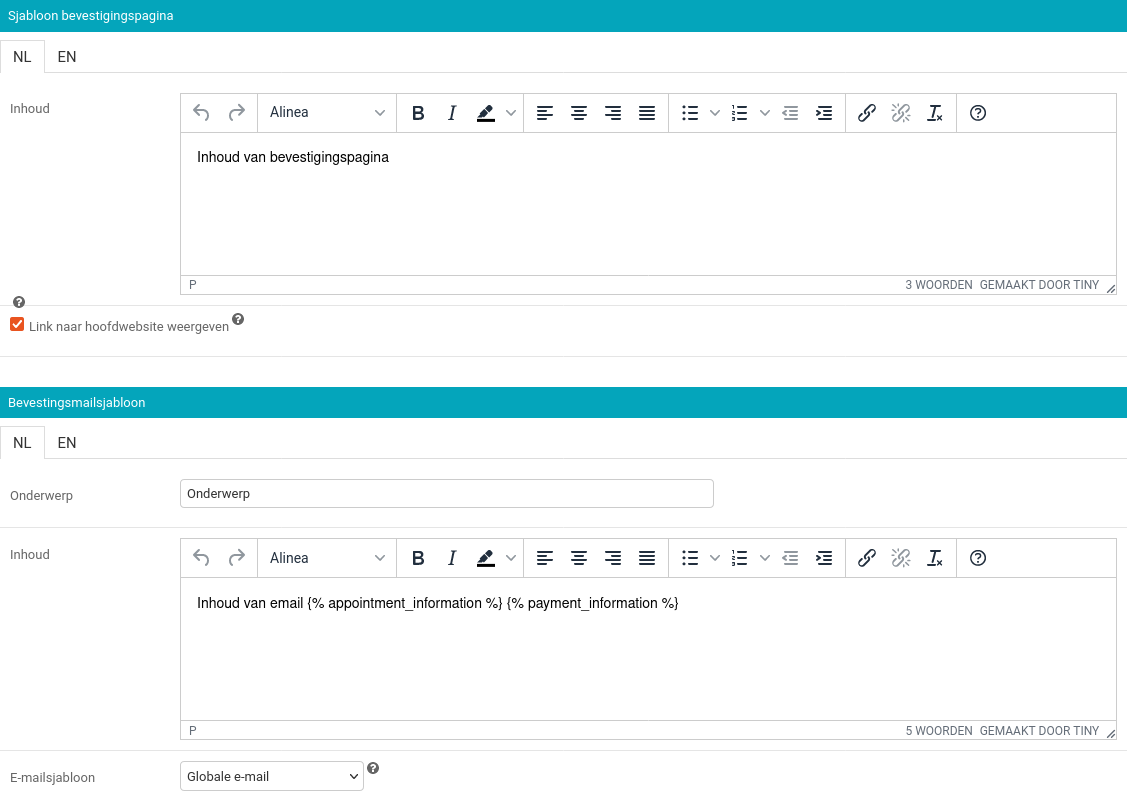 Sjabloon bevestigingspagina
NL EN
Inhoud
Alinea
Inhoud van bevestigingspagina
P 3 WOORDEN GEMAAKT DOOR TINY
Link naar hoofdwebsite weergeven
Bevestingsmailsjabloon
NL EN
Onderwerp Onderwerp
Inhoud
Alinea
Inhoud van email {% appointment_information %} {% payment_information %}
P 5 WOORDEN GEMAAKT DOOR TINY
E-mailsjabloon Globale e-mail